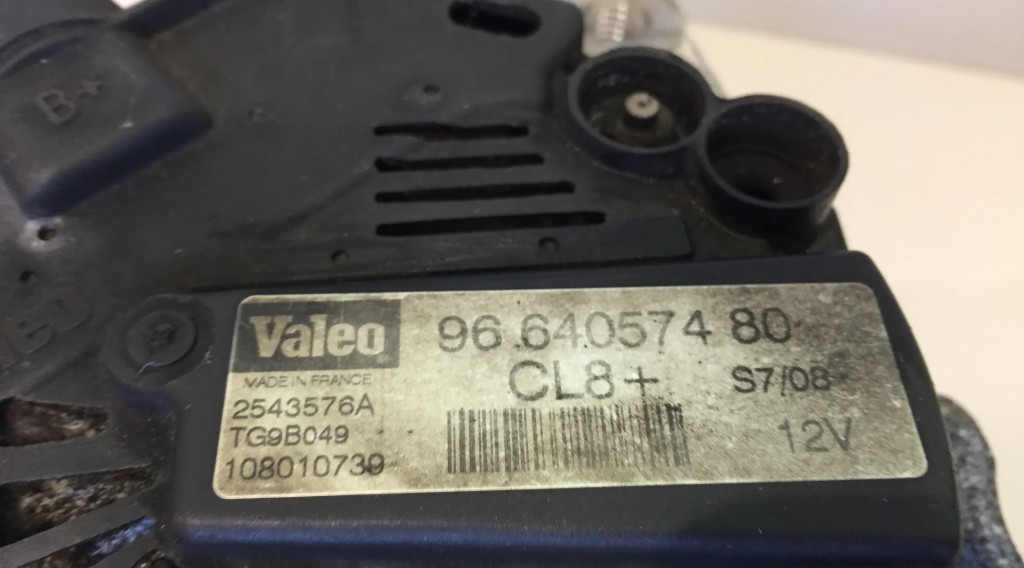 B+
Valeo
96 640574 80
MADE IN FRANCE
CL8+
S7/08
2543576A
TG9B049
12V
108010739